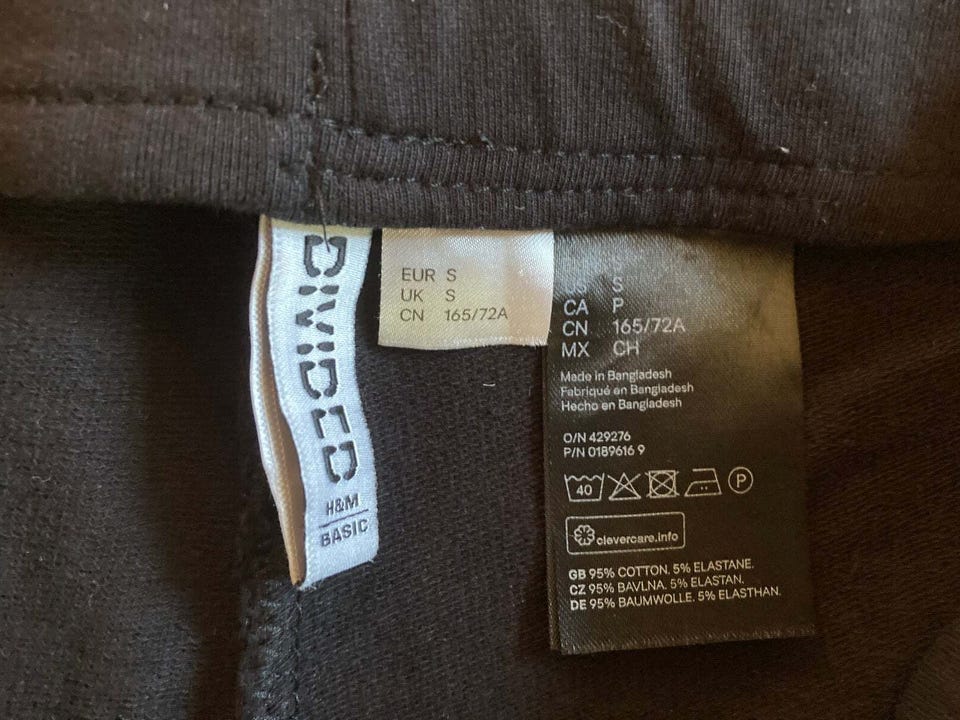 DIVIDED
H&M
BASIC
EUR S
UK S
CN 165/72A
S
CA P
CN 165/72A
MX CH
Made in Bangladesh
Fabriqué en Bangladesh
Hecho en Bangladesh
O/N 429276
P/N 0189616 9
40
P
clevercare.info
GB 95% COTTON. 5% ELASTANE.
CZ 95% BAVLNA. 5% ELASTAN.
DE 95% BAUMWOLLE. 5% ELASTHAN.